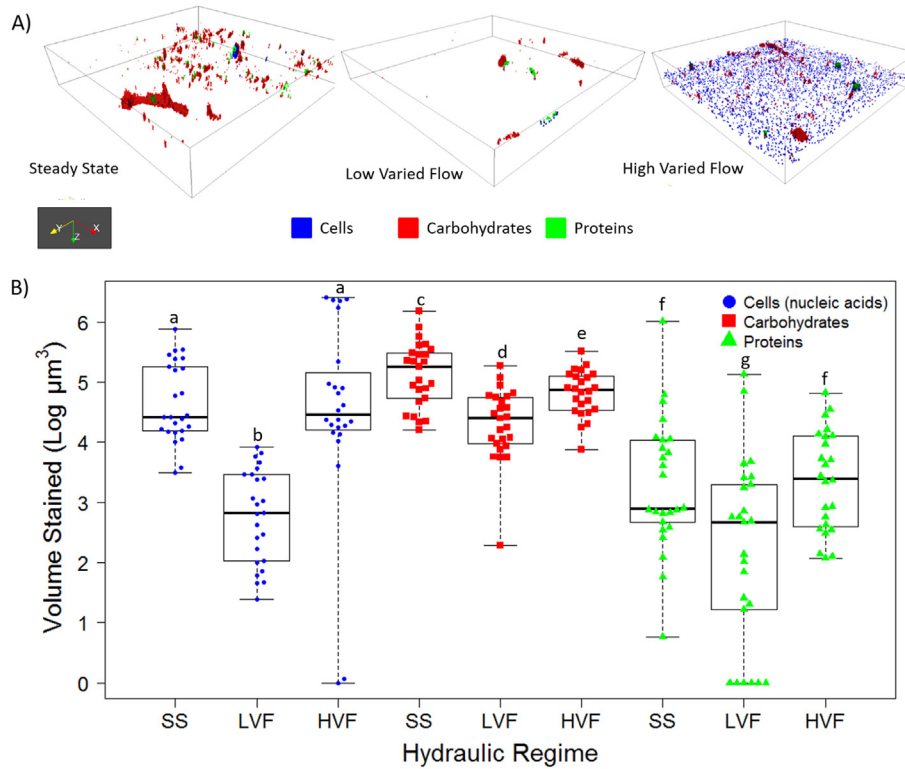 A)
Steady State
Low Varied Flow
High Varied Flow
Y X
Z
Cells
Carbohydrates
Proteins
B)
Volume Stained (Log μm³)
6
5
4
3
2
1
0
a
b
a
c
d
e
f
g
f
Cells (nucleic acids)
Carbohydrates
Proteins
SS LVF HVF SS LVF HVF SS LVF HVF
Hydraulic Regime